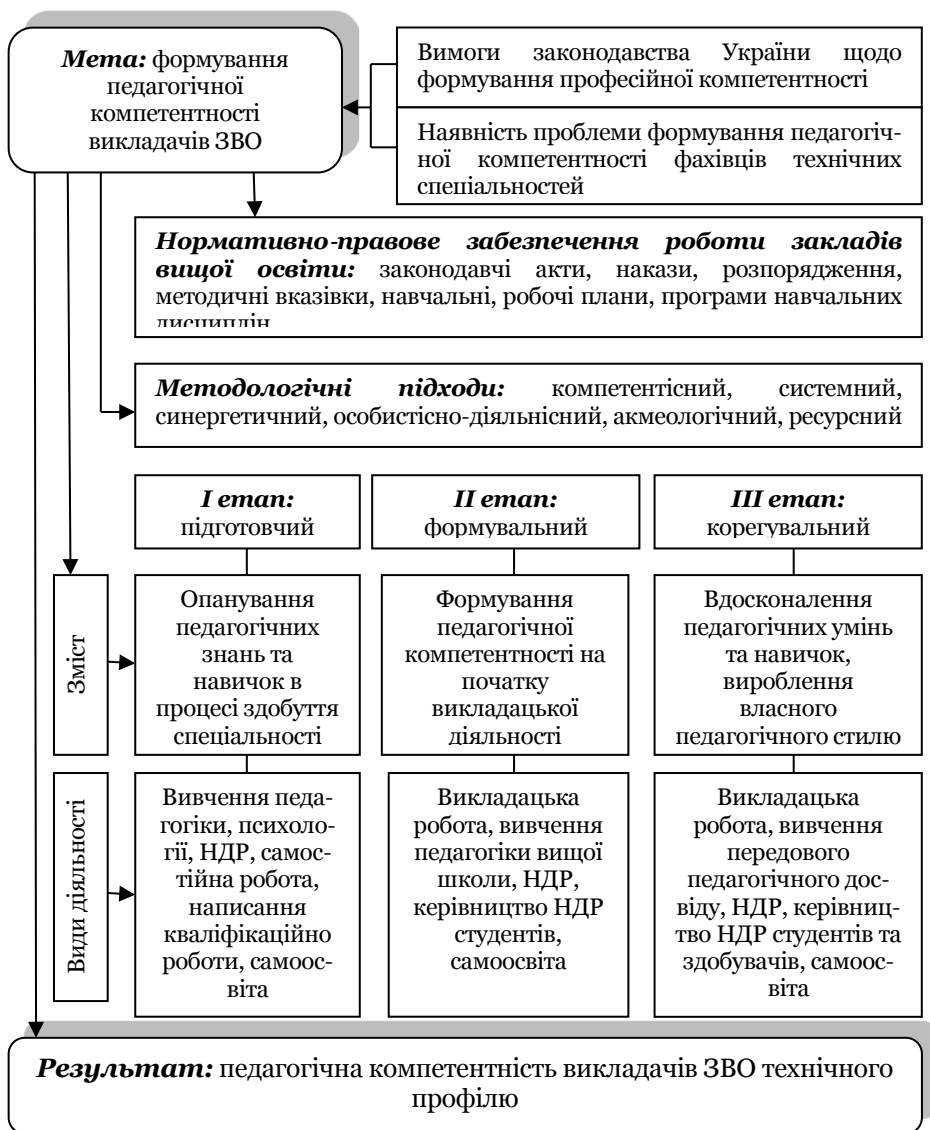 Мета: формування
педагогічної
компетентності
викладачів ЗВО
Вимоги законодавства України щодо
формування професійної компетентності
Наявність проблеми формування педагогіч-
ної компетентності фахівців технічних
спеціальностей
Нормативно-правове забезпечення роботи закладів
вищої освіти: законодавчі акти, накази, розпорядження,
методичні вказівки, навчальні, робочі плани, програми навчальних
дисциплін
Методологічні підходи: компетентісний, системний,
синергетичний, особистісно-діяльнісний, акмеологічний, ресурсний
І етап:
підготовчий
ІІ етап:
формувальний
ІІІ етап:
корегувальний
Зміст
Опанування
педагогічних
знань та
навичок в
процесі здобуття
спеціальності
Формування
педагогічної
компетентності на
початку
викладацької
діяльності
Вдосконалення
педагогічних умінь
та навичок,
вироблення
власного
педагогічного стилю
Види діяльності
Вивчення педа-
гогіки, психоло-
гії, НДР, самос-
тійна робота,
написання
кваліфікаційно
роботи, самоос-
віта
Викладацька
робота, вивчення
педагогіки вищої
школи, НДР,
керівництво НДР
студентів,
самоосвіта
Викладацька
робота, вивчення
передового
педагогічного дос-
віду, НДР, керівниц-
тво НДР студентів та
здобувачів, самоос-
віта
Результат: педагогічна компетентність викладачів ЗВО технічного
профілю